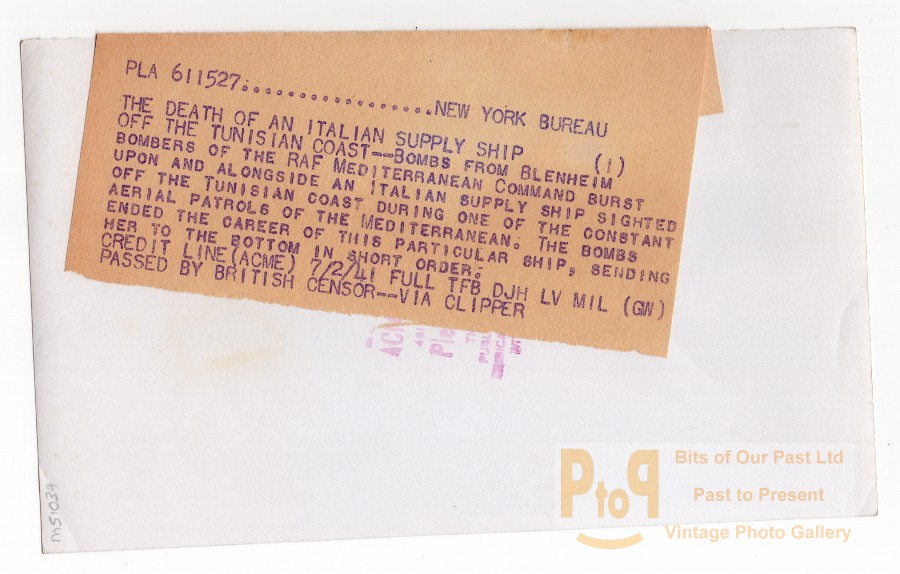 PLA 611527..................NEW YORK BUREAU
THE DEATH OF AN ITALIAN SUPPLY SHIP (1)
OFF THE TUNISIAN COAST--BOMBS FROM BLENHEIM
BOMBERS OF THE RAF MEDITERRANEAN COMMAND BURST
UPON AND ALONGSIDE AN ITALIAN SUPPLY SHIP SIGHTED
OFF THE TUNISIAN COAST DURING ONE OF THE CONSTANT
AERIAL PATROLS OF THE MEDITERRANEAN. THE BOMBS
ENDED THE CAREER OF THIS PARTICULAR SHIP, SENDING
HER TO THE BOTTOM IN SHORT ORDER.
CREDIT LINE(ACME) 7/2/41 FULL TFB DJH LV MIL (GW)
PASSED BY BRITISH CENSOR--VIA CLIPPER
m51037
PtoP
Bits of Our Past Ltd
Past to Present
Vintage Photo Gallery